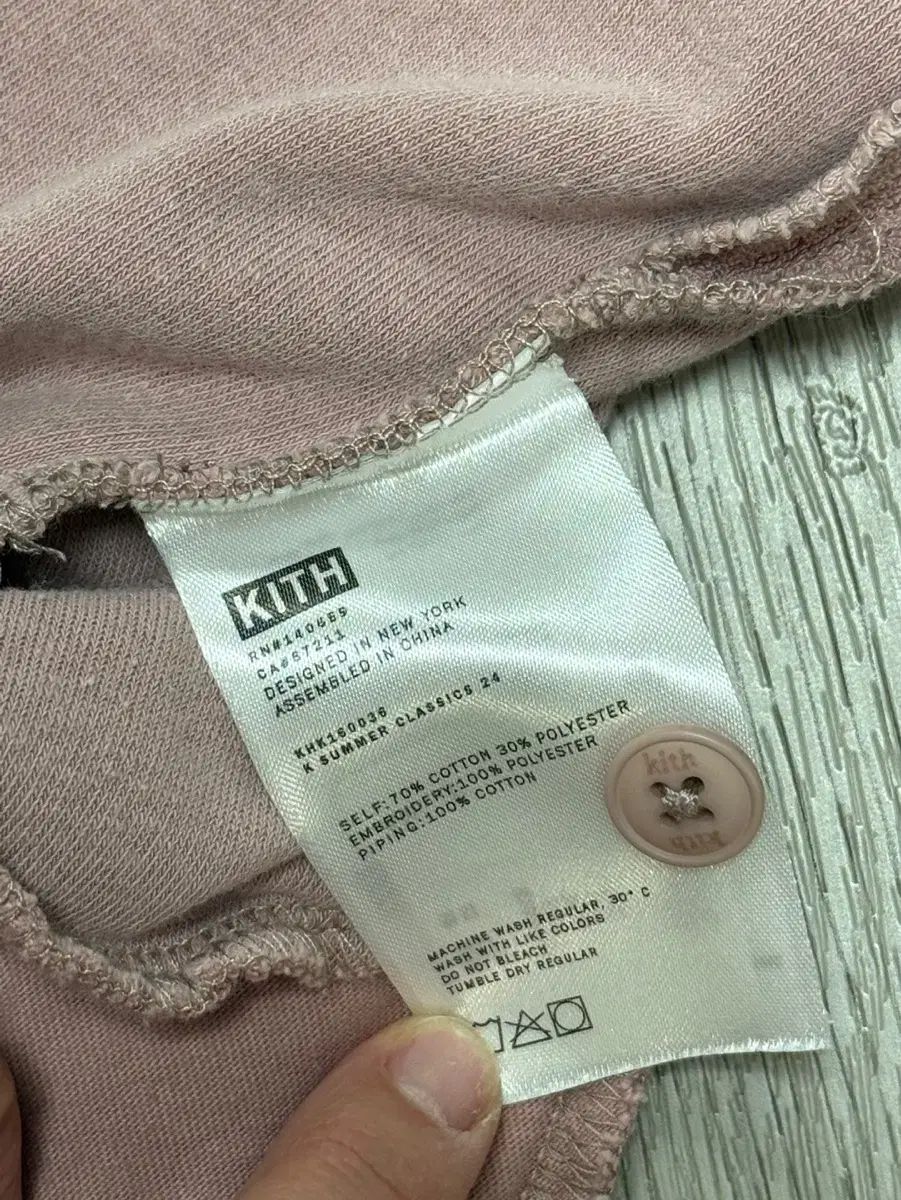 KITH
RN#140669
CA#57211
DESIGNED IN NEW YORK
ASSEMBLED IN CHINA
KHK160036
K SUMMER CLASSICS 24
SELF:70% COTTON 30% POLYESTER
EMBROIDERY:100% POLYESTER
PIPING:100% COTTON
kith
kith
MACHINE WASH REGULAR, 30° C
WASH WITH LIKE COLORS
DO NOT BLEACH
TUMBLE DRY REGULAR